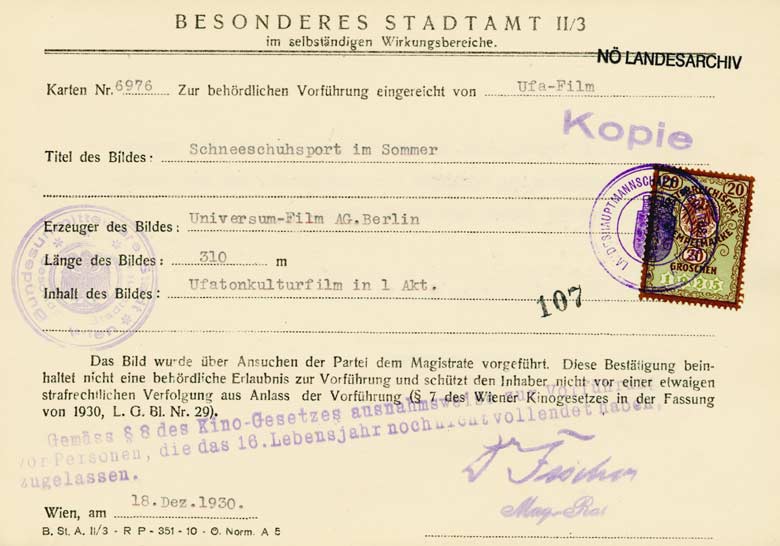 BESONDERES STADTAMT II/3
im selbständigen Wirkungsbereiche.
NÖ LANDESARCHIV
Karten Nr. 6976 Zur behördlichen Vorführung eingereicht von Ufa-Film
Kopie
Titel des Bildes: Schneeschuhsport im Sommer
Erzeuger des Bildes: Universum-Film AG.Berlin
Länge des Bildes: 310 m
Inhalt des Bildes: Ufatonkulturfilm in 1 Akt.
107
20 20
20
GROSCHEN
LANDESHAUPTMANNSCHAFT
Das Bild wurde über Ansuchen der Partei dem Magistrate vorgeführt. Diese Bestätigung bein-
haltet nicht eine behördliche Erlaubnis zur Vorführung und schützt den Inhaber nicht vor einer etwaigen
strafrechtlichen Verfolgung aus Anlass der Vorführung (§ 7 des Wiener Kinogesetzes in der Fassung
von 1930, L. G. Bl. Nr. 29).
Gemäss § 8 des Kino-Gesetzes ausnahmsweise zur Vorführung
vor Personen, die das 16. Lebensjahr noch nicht vollendet haben,
zugelassen.
Dr Fischer
Wien, am 18.Dez.1930.
B. St. A. II/3 - R P - 351 - 10 - Ö. Norm. A 5